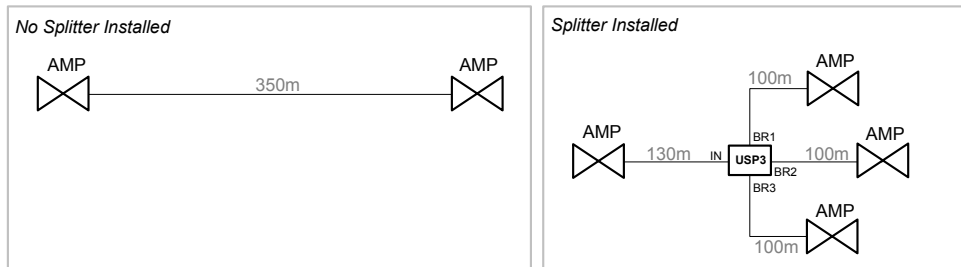 No Splitter Installed
AMP
AMP
350m
Splitter Installed
AMP
100m
BR1
AMP
AMP
130m
IN
USP3
100m
BR2
BR3
AMP
100m